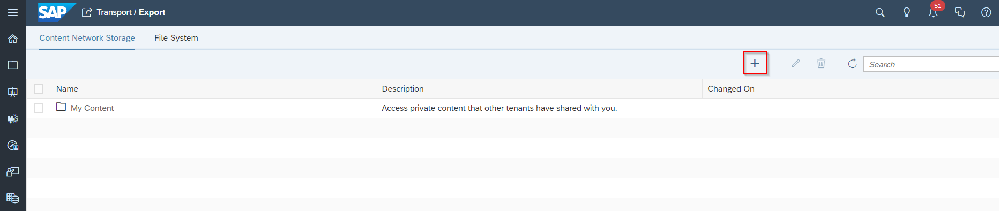 SAP Transport / Export 51
Content Network Storage File System
Search
Name Description Changed On
My Content Access private content that other tenants have shared with you.